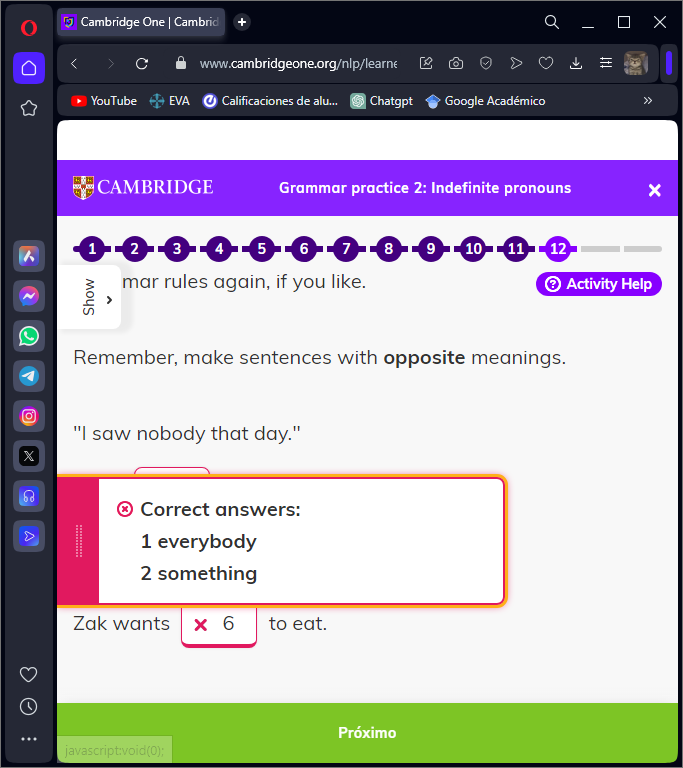 Cambridge One | Cambrid
www.cambridgeone.org/nlp/learne
YouTube
EVA
Calificaciones de alu...
Chatgpt
Google Académico
CAMBRIDGE
Grammar practice 2: Indefinite pronouns
1 2 3 4 5 6 7 8 9 10 11 12
mar rules again, if you like.
Activity Help
Show
Remember, make sentences with opposite meanings.
"I saw nobody that day."
Correct answers:
1 everybody
2 something
Zak wants 6 to eat.
Próximo
javascript:void(0);